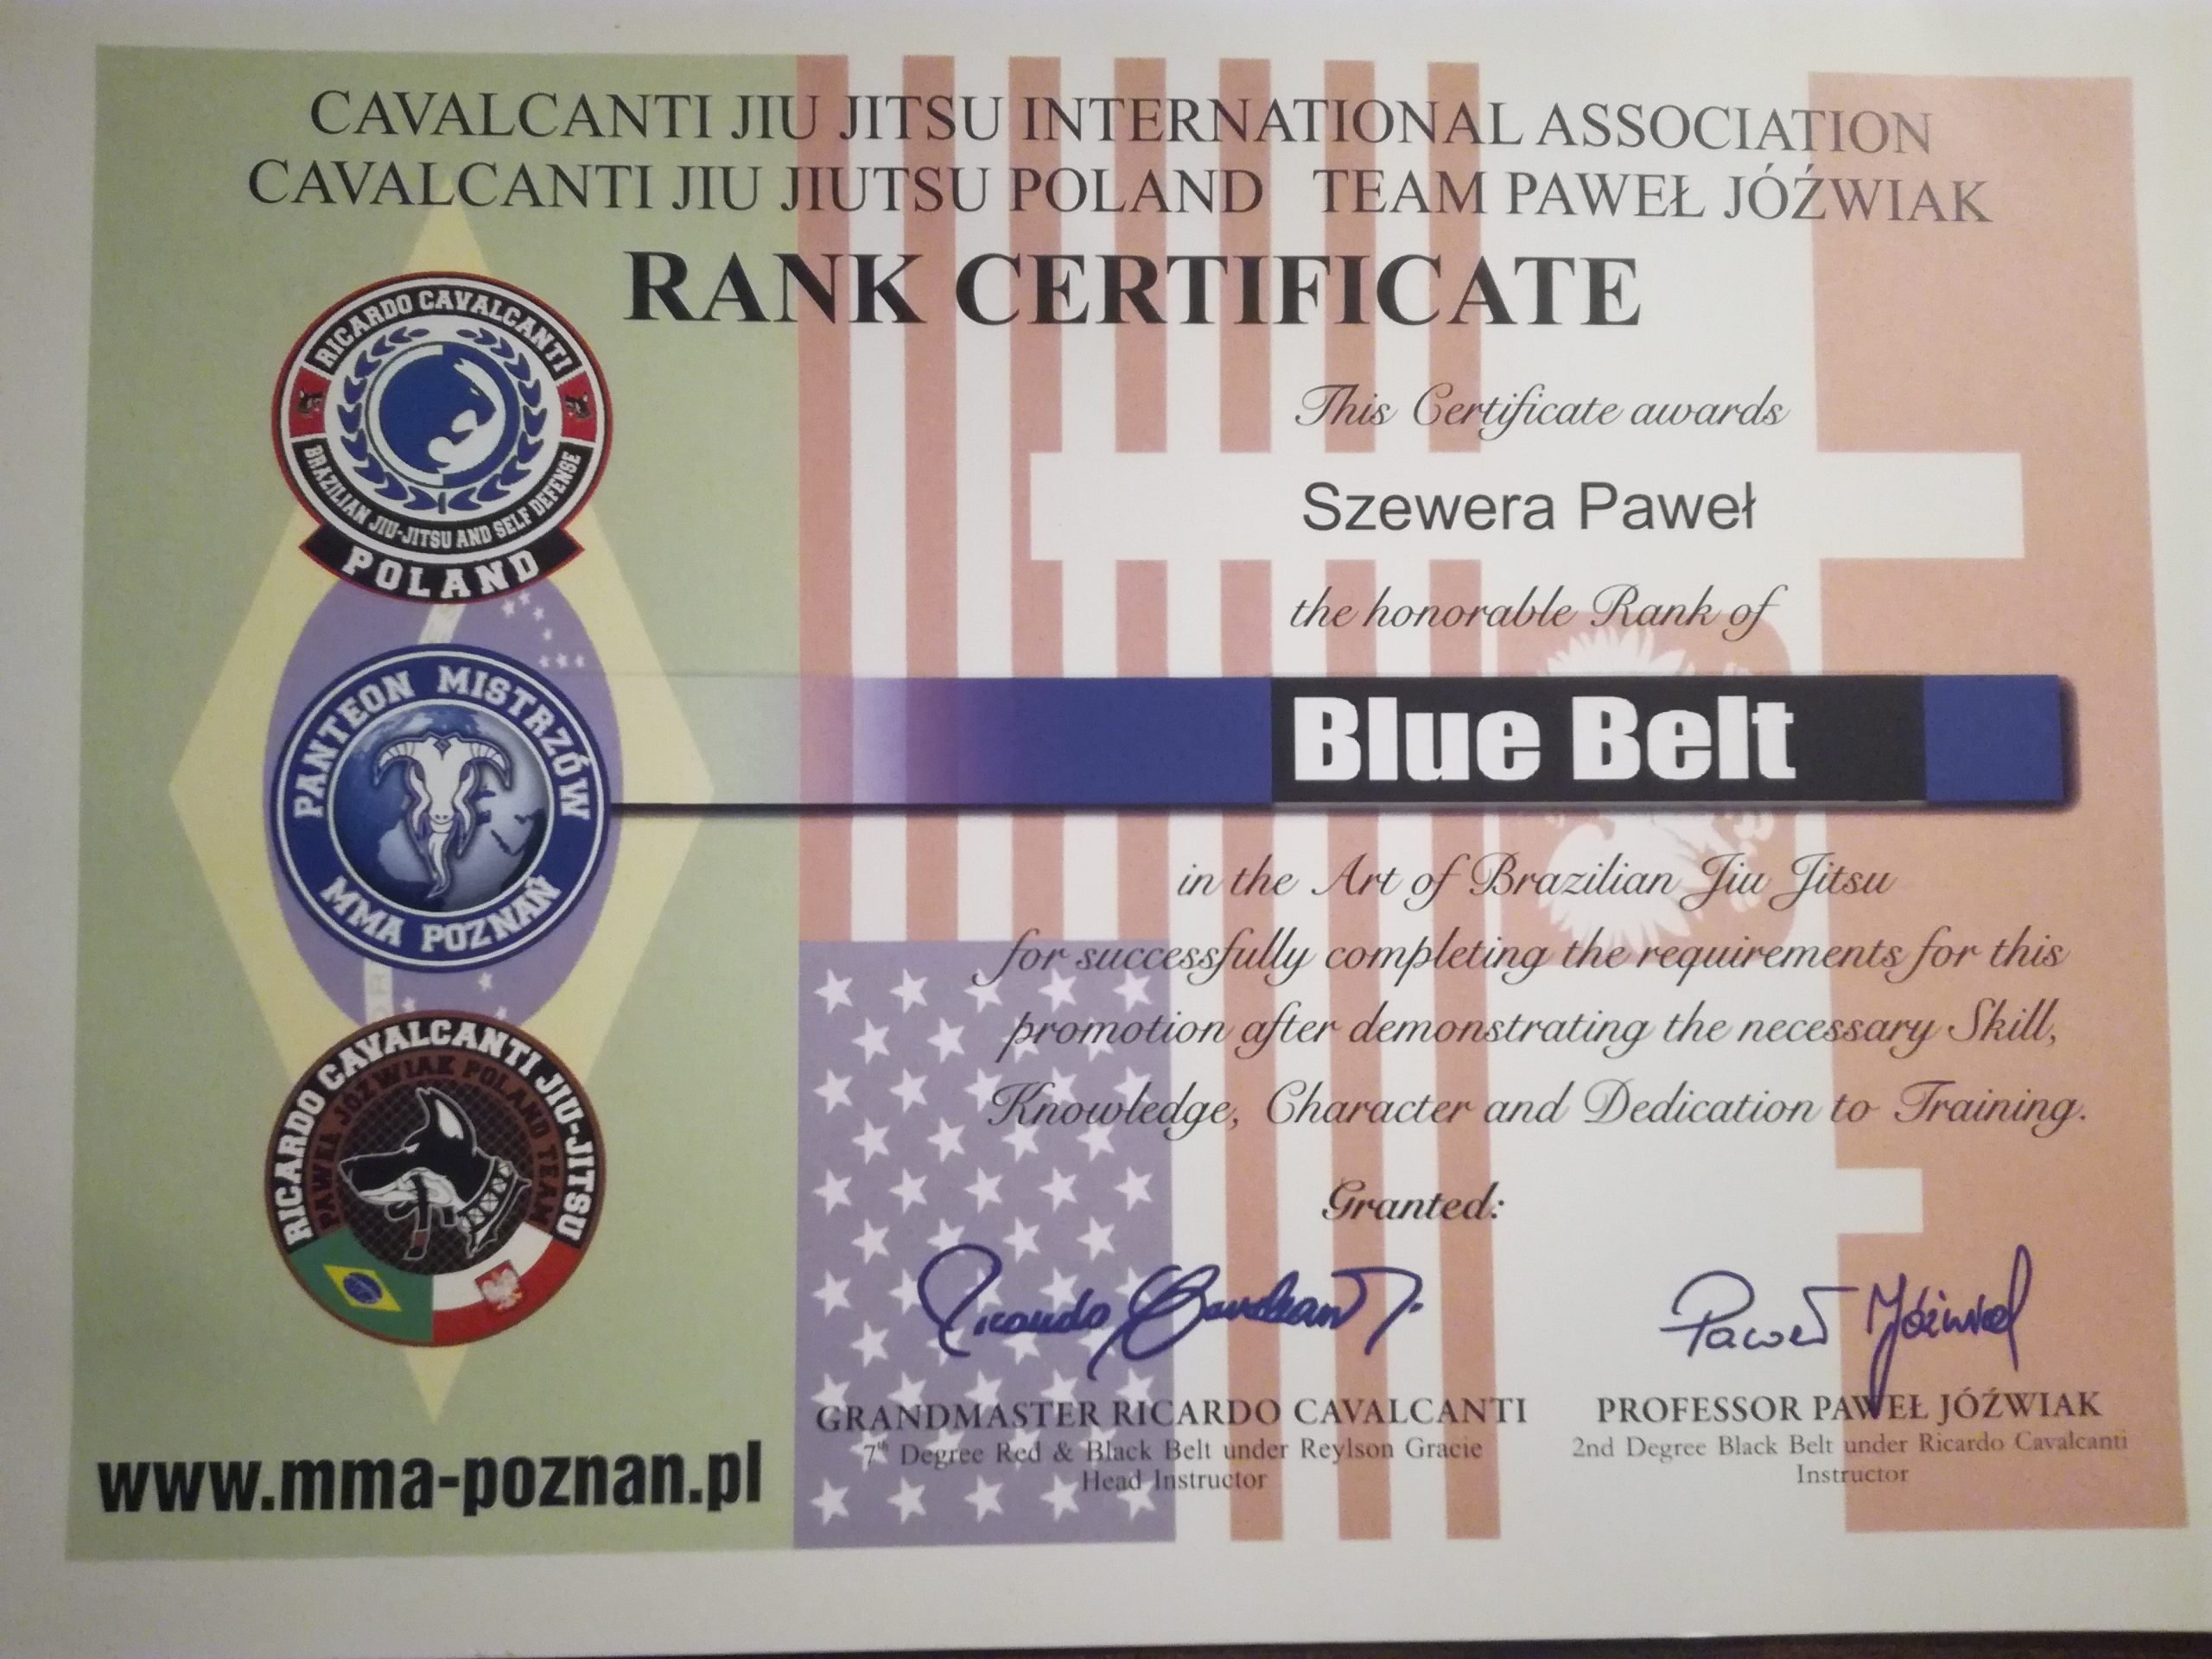 CAVALCANTI JIU JITSU INTERNATIONAL ASSOCIATION
CAVALCANTI JIU JIUTSU POLAND TEAM PAWEŁ JÓŹWIAK
RANK CERTIFICATE
RICARDO CAVALCANTI
BRAZILIAN JIU-JITSU AND SELF DEFENSE
POLAND
This Certificate awards
Szewera Paweł
the honorable Rank of
PANTEON MISTRZÓW
MMA POZNAŃ
Blue Belt
in the Art of Brazilian Jiu Jitsu
for successfully completing the requirements for this
promotion after demonstrating the necessary Skill,
Knowledge, Character and Dedication to Training.
RICARDO CAVALCANTI JIU-JITSU
PAWEŁ JÓŹWIAK POLAND TEAM
Granted:
Ricardo Cavalcanti Jr.
Paweł Jóźwiak
GRANDMASTER RICARDO CAVALCANTI
7th Degree Red & Black Belt under Reylson Gracie
Head Instructor
PROFESSOR PAWEŁ JÓŹWIAK
2nd Degree Black Belt under Ricardo Cavalcanti
Instructor
www.mma-poznan.pl